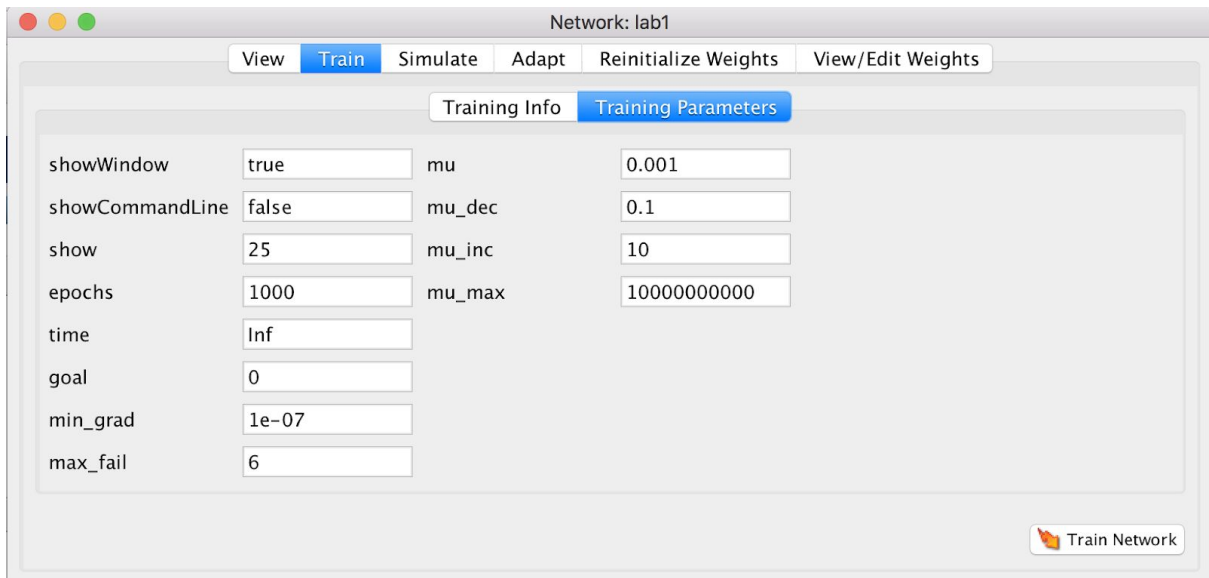 Network: lab1
View Train Simulate Adapt Reinitialize Weights View/Edit Weights
Training Info Training Parameters
showWindow true mu 0.001
showCommandLine false mu_dec 0.1
show 25 mu_inc 10
epochs 1000 mu_max 10000000000
time Inf
goal 0
min_grad 1e-07
max_fail 6
Train Network